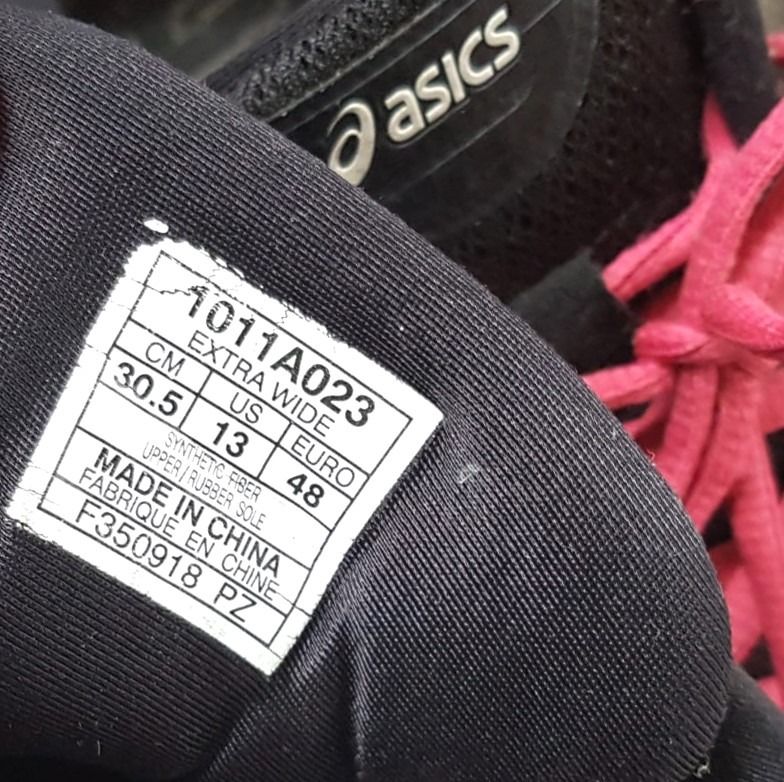 asics
1011A023
EXTRA WIDE
CM US EURO
30.5 13 48
SYNTHETIC FIBER
UPPER/RUBBER SOLE
MADE IN CHINA
FABRIQUE EN CHINE
F350918 PZ